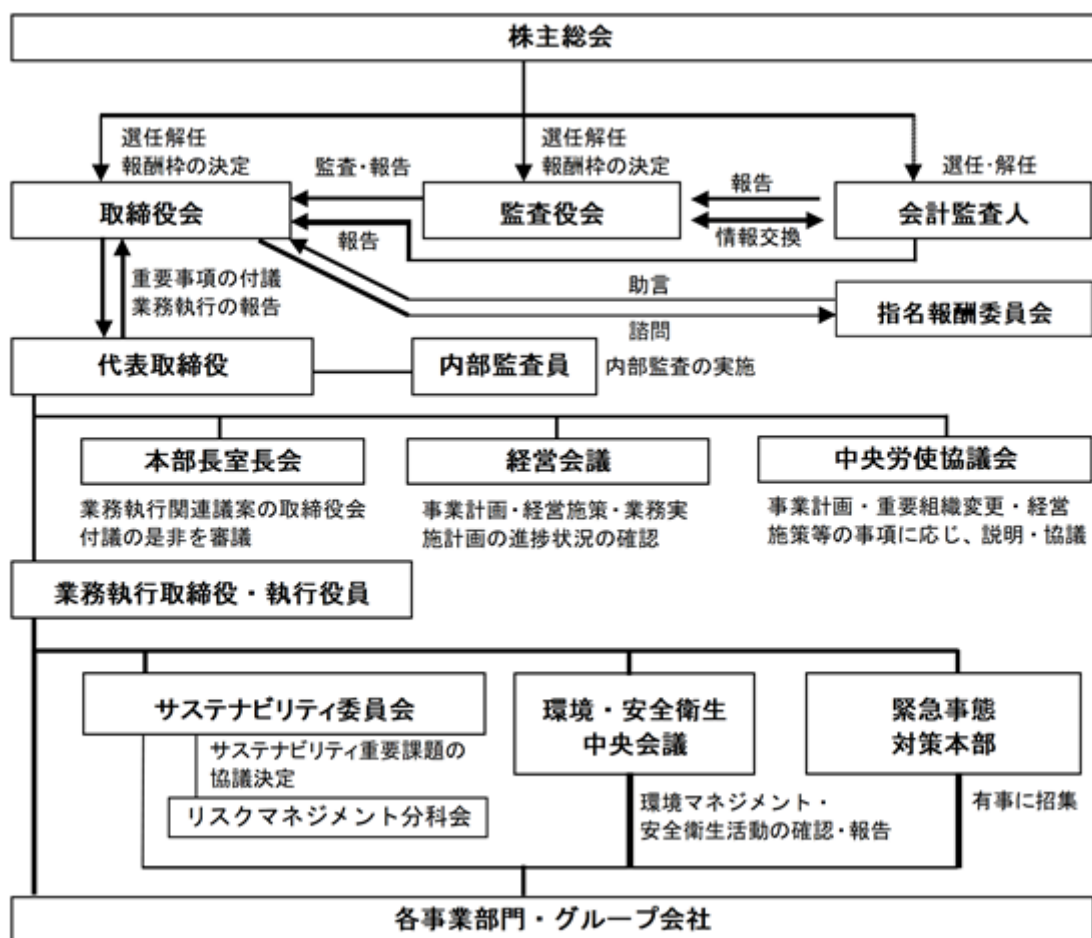 株主総会
選任解任
報酬枠の決定
監査・報告
選任解任
報酬枠の決定
報告
選任・解任
取締役会
監査役会
会計監査人
報告
情報交換
重要事項の付議
業務執行の報告
助言
諮問
指名報酬委員会
代表取締役
内部監査員
内部監査の実施
本部長室長会
経営会議
中央労使協議会
業務執行関連議案の取締役会
付議の是非を審議
事業計画・経営施策・業務実
施計画の進捗状況の確認
事業計画・重要組織変更・経営
施策等の事項に応じ、説明・協議
業務執行取締役・執行役員
サステナビリティ委員会
環境・安全衛生
中央会議
緊急事態
対策本部
サステナビリティ重要課題の
協議決定
リスクマネジメント分科会
環境マネジメント・
安全衛生活動の確認・報告
有事に招集
各事業部門・グループ会社